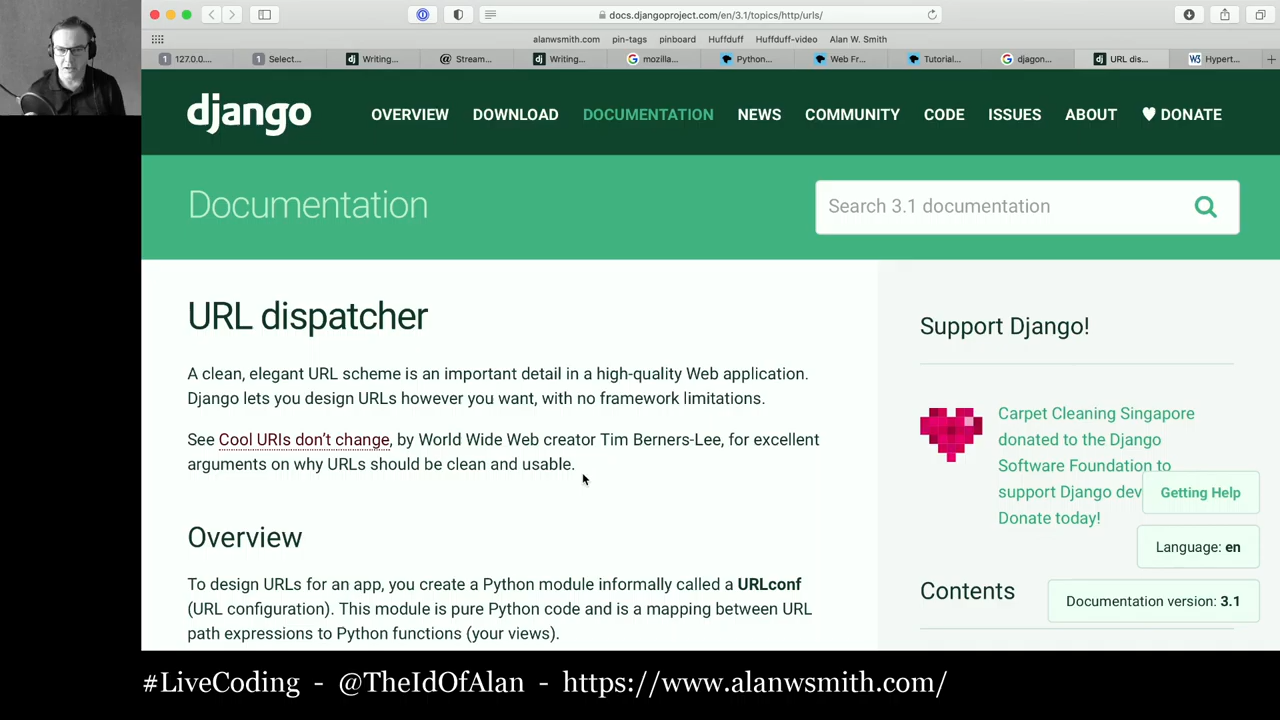 docs.djangoproject.com/en/3.1/topics/http/urls/
alanwsmith.com pin-tags pinboard Huffduff Huffduff-video Alan W. Smith
1 127.0.0.... 1 Select... dj Writing... @ Stream... dj Writing... G mozilla... Python... Web Fr... Tutorial... G djagon... dj URL dis... W3 Hypert...
django OVERVIEW DOWNLOAD DOCUMENTATION NEWS COMMUNITY CODE ISSUES ABOUT DONATE
Documentation
Search 3.1 documentation
URL dispatcher
A clean, elegant URL scheme is an important detail in a high-quality Web application.
Django lets you design URLs however you want, with no framework limitations.
See Cool URIs don’t change, by World Wide Web creator Tim Berners-Lee, for excellent
arguments on why URLs should be clean and usable.
Overview
To design URLs for an app, you create a Python module informally called a URLconf
(URL configuration). This module is pure Python code and is a mapping between URL
path expressions to Python functions (your views).
Support Django!
Carpet Cleaning Singapore
donated to the Django
Software Foundation to
support Django dev
Donate today!
Getting Help
Language: en
Contents
Documentation version: 3.1
#LiveCoding - @TheIdOfAlan - https://www.alanwsmith.com/